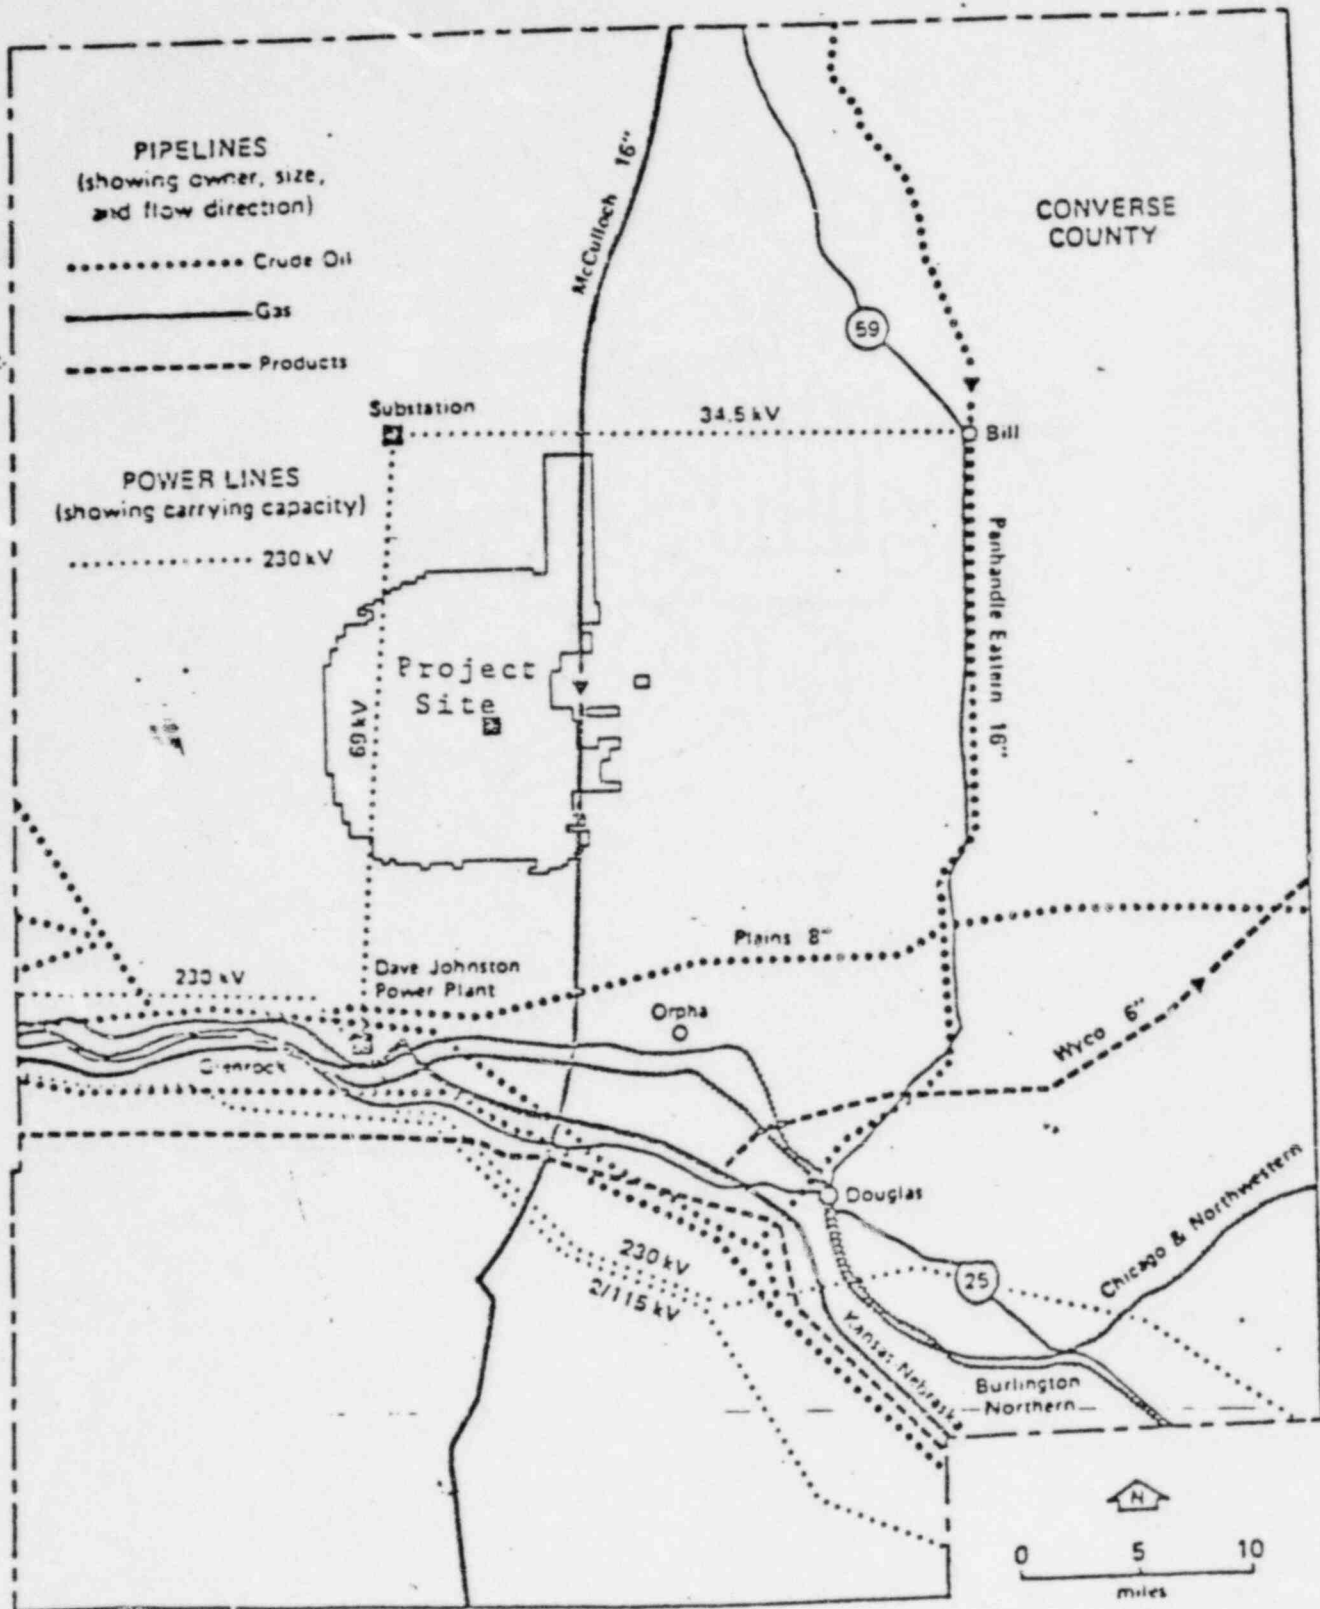 PIPELINES
(showing owner, size,
and flow direction)
Crude Oil
Gas
Products
McCulloch 16"
CONVERSE
COUNTY
59
Substation
34.5 kV
Bill
POWER LINES
(showing carrying capacity)
230 kV
Panhandle Eastern 16"
Project
Site
69 kV
Plains 8"
230 kV
Dave Johnston
Power Plant
Orpha
Wyco 6"
Glenrock
Douglas
Chicago & Northwestern
230 kV
2/115 kV
25
Kansas-Nebraska
Burlington
Northern
N
0 5 10
miles